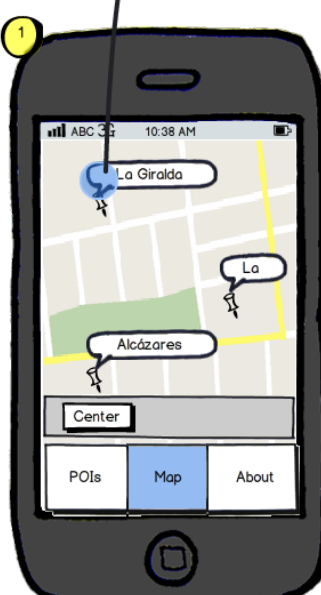 1
ABC 3G 10:38 AM
La Giralda
La
Alcázares
Center
POIs Map About